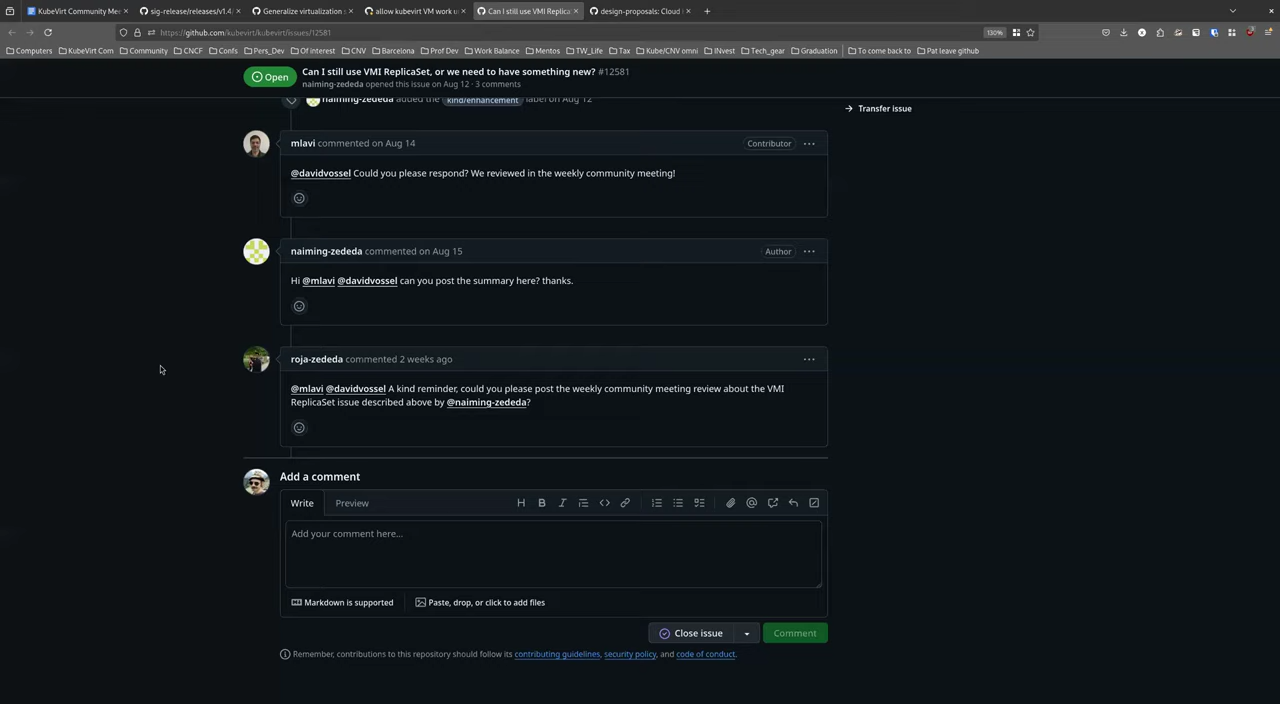 KubeVirt Community Mee
sig-release/releases/v1.4/
Generalize virtualization s
allow kubevirt VM work u
Can I still use VMI Replica
design-proposals: Cloud H
https://github.com/kubevirt/kubevirt/issues/12581
130%
Computers
KubeVirt Com
Community
CNCF
Confs
Pers_Dev
Of interest
CNV
Barcelona
Prof Dev
Work Balance
Mentos
TW_Life
Tax
Kube/CNV omni
INvest
Tech_gear
Graduation
To come back to
Pat leave github
Open
Can I still use VMI ReplicaSet, or we need to have something new? #12581
naiming-zededa opened this issue on Aug 12 · 3 comments
naiming-zededa added the kind/enhancement label on Aug 12
Transfer issue
mlavi commented on Aug 14
Contributor
@davidvossel Could you please respond? We reviewed in the weekly community meeting!
naiming-zededa commented on Aug 15
Author
Hi @mlavi @davidvossel can you post the summary here? thanks.
roja-zededa commented 2 weeks ago
@mlavi @davidvossel A kind reminder, could you please post the weekly community meeting review about the VMI
ReplicaSet issue described above by @naiming-zededa?
Add a comment
Write
Preview
Add your comment here...
Markdown is supported
Paste, drop, or click to add files
Close issue
Comment
Remember, contributions to this repository should follow its contributing guidelines, security policy, and code of conduct.